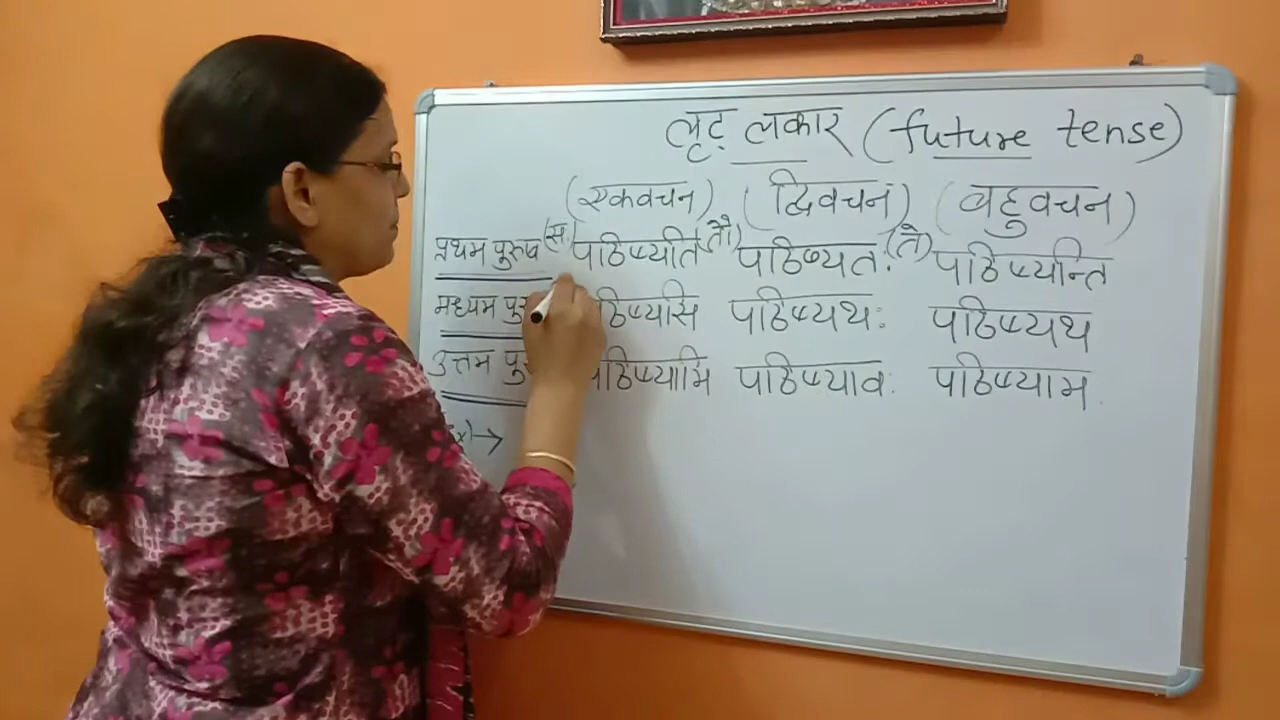 लृट् लकार (future tense)
(एकवचन) (द्विवचन) (बहुवचन)
प्रथम पुरुष (सः) पठिष्यति (तौ) पठिष्यतः (ते) पठिष्यन्ति
मध्यम ठिष्यसि पठिष्यथः पठिष्यथ
उत्तम पठिष्यामि पठिष्यावः पठिष्याम
→